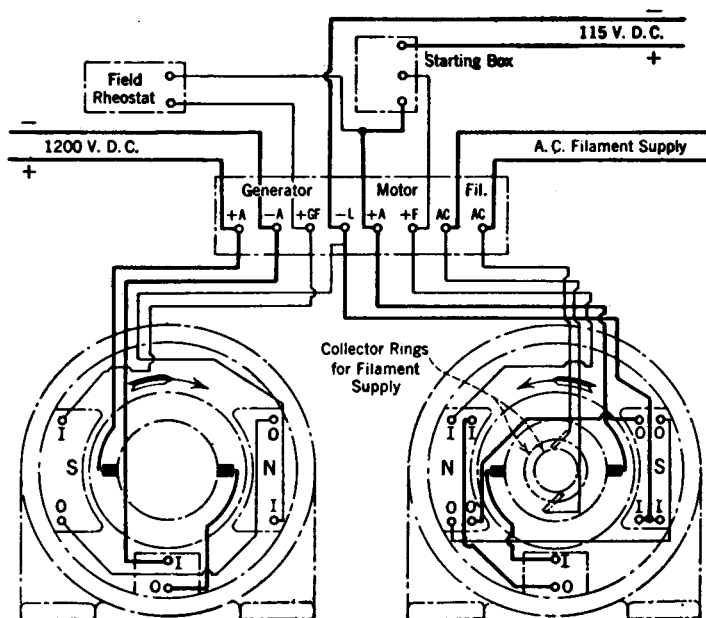 −
115 V. D. C.
+
Starting Box
Field
Rheostat
−
1200 V. D. C.
+
A. C. Filament Supply
Generator Motor Fil.
+A −A +GF −L +A +F AC AC
Collector Rings
for Filament
Supply
I O
S N
O I
I
O
I I O O
N S
O O I I
I
O